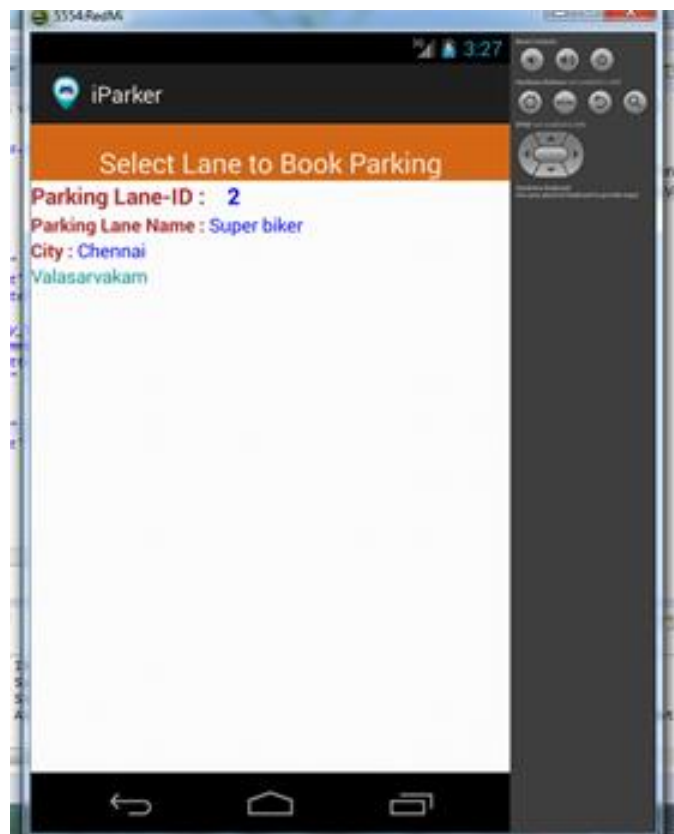 5554:RedMi
3:27
iParker
Select Lane to Book Parking
Parking Lane-ID : 2
Parking Lane Name : Super biker
City : Chennai
Valasarvakam